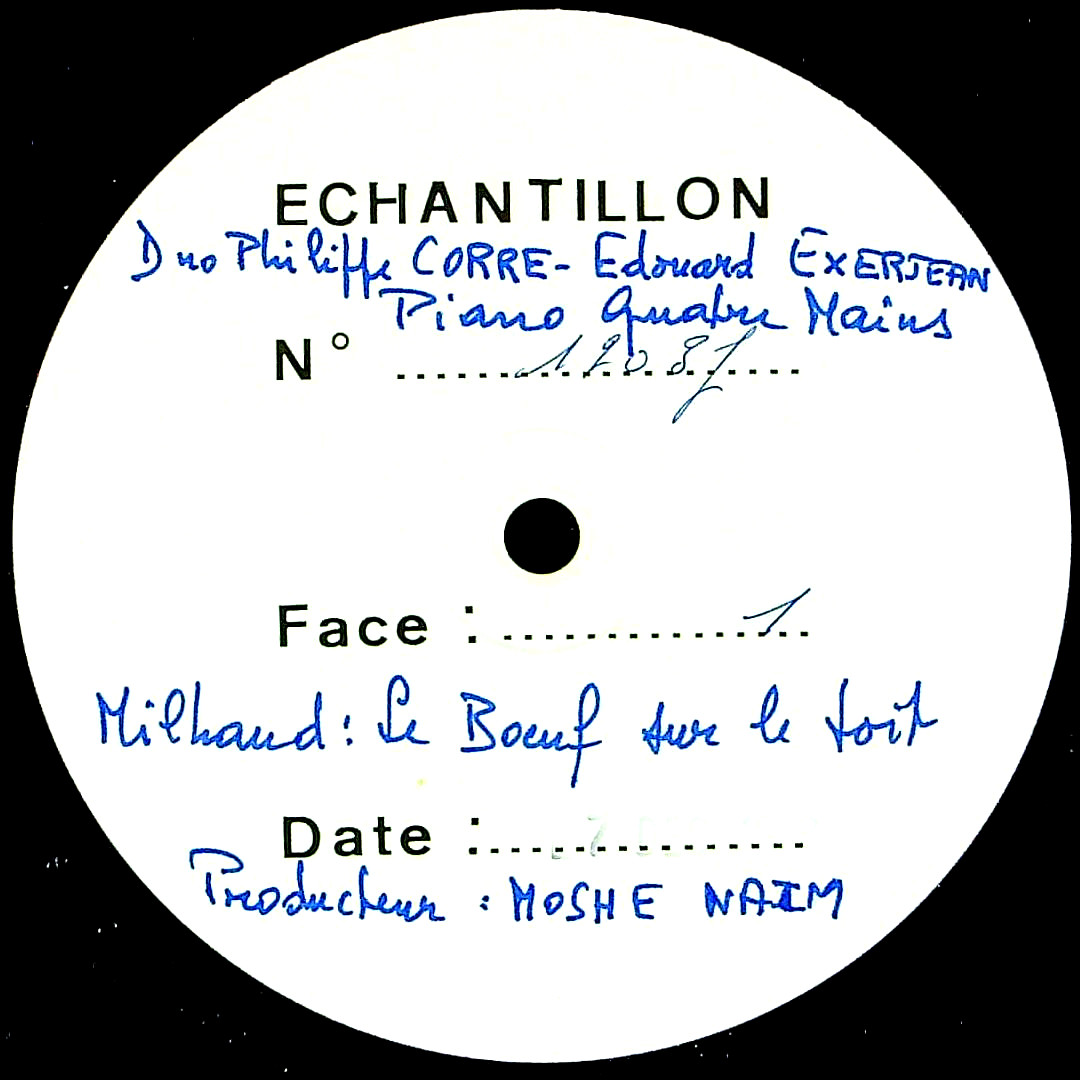 ECHANTILLON
Duo Philippe CORRE - Edouard EXERJEAN
Piano Quatre Mains
N° 12087
Face : 1
Milhaud : Le Boeuf sur le toit
Date :
Producteur : MOSHE NAIM